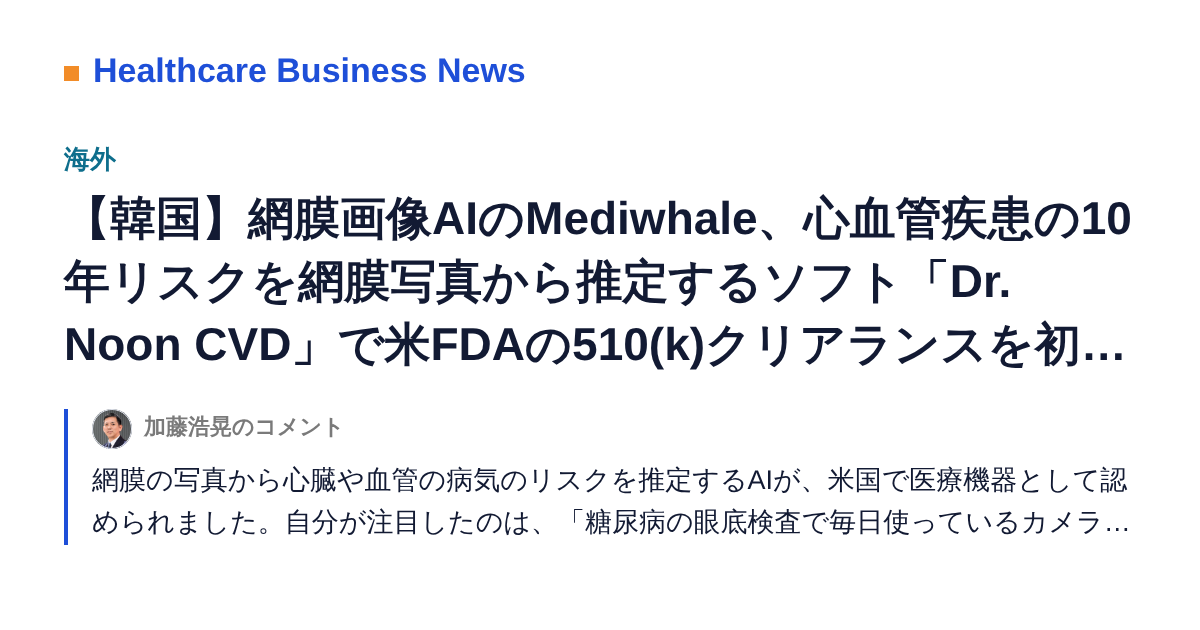 Healthcare Business News
海外
【韓国】網膜画像AIのMediwhale、心血管疾患の10
年リスクを網膜写真から推定するソフト「Dr.
Noon CVD」で米FDAの510(k)クリアランスを初…
加藤浩晃のコメント
網膜の写真から心臓や血管の病気のリスクを推定するAIが、米国で医療機器として認
められました。自分が注目したのは、「糖尿病の眼底検査で毎日使っているカメラ…